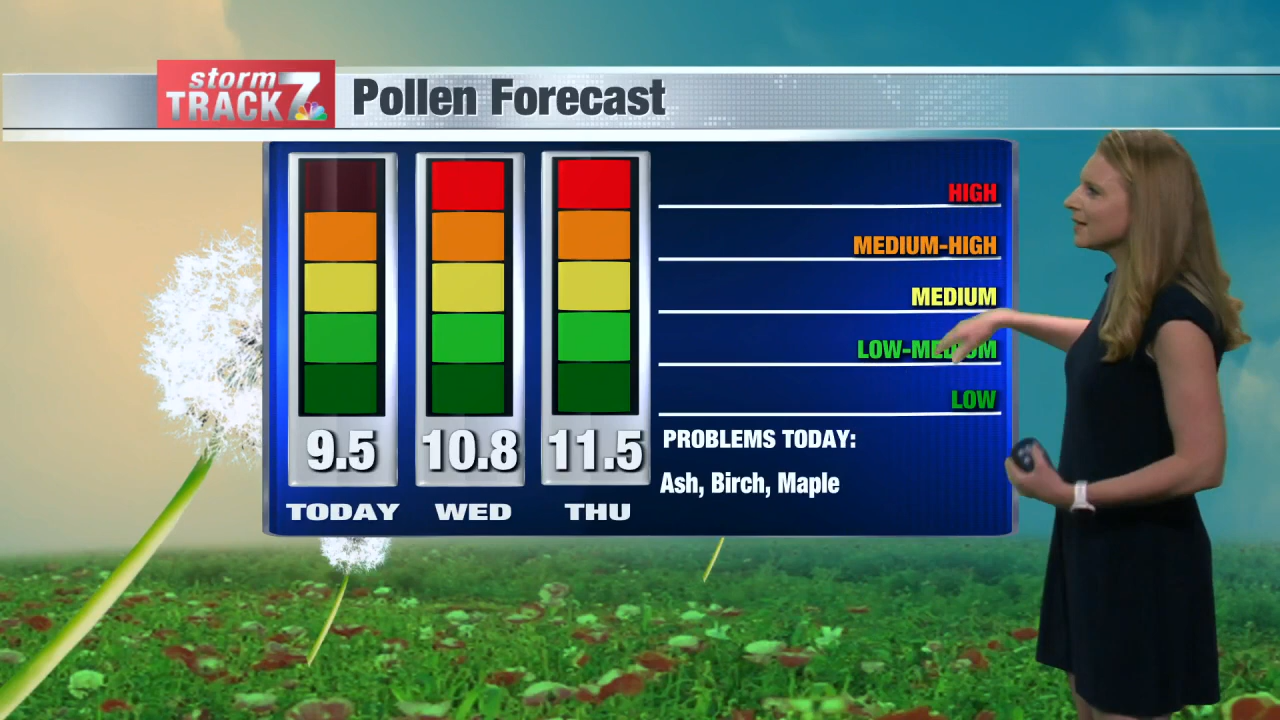 storm
TRACK 7
Pollen Forecast
HIGH
MEDIUM-HIGH
MEDIUM
LOW-MEDIUM
LOW
9.5 10.8 11.5
TODAY WED THU
PROBLEMS TODAY:
Ash, Birch, Maple